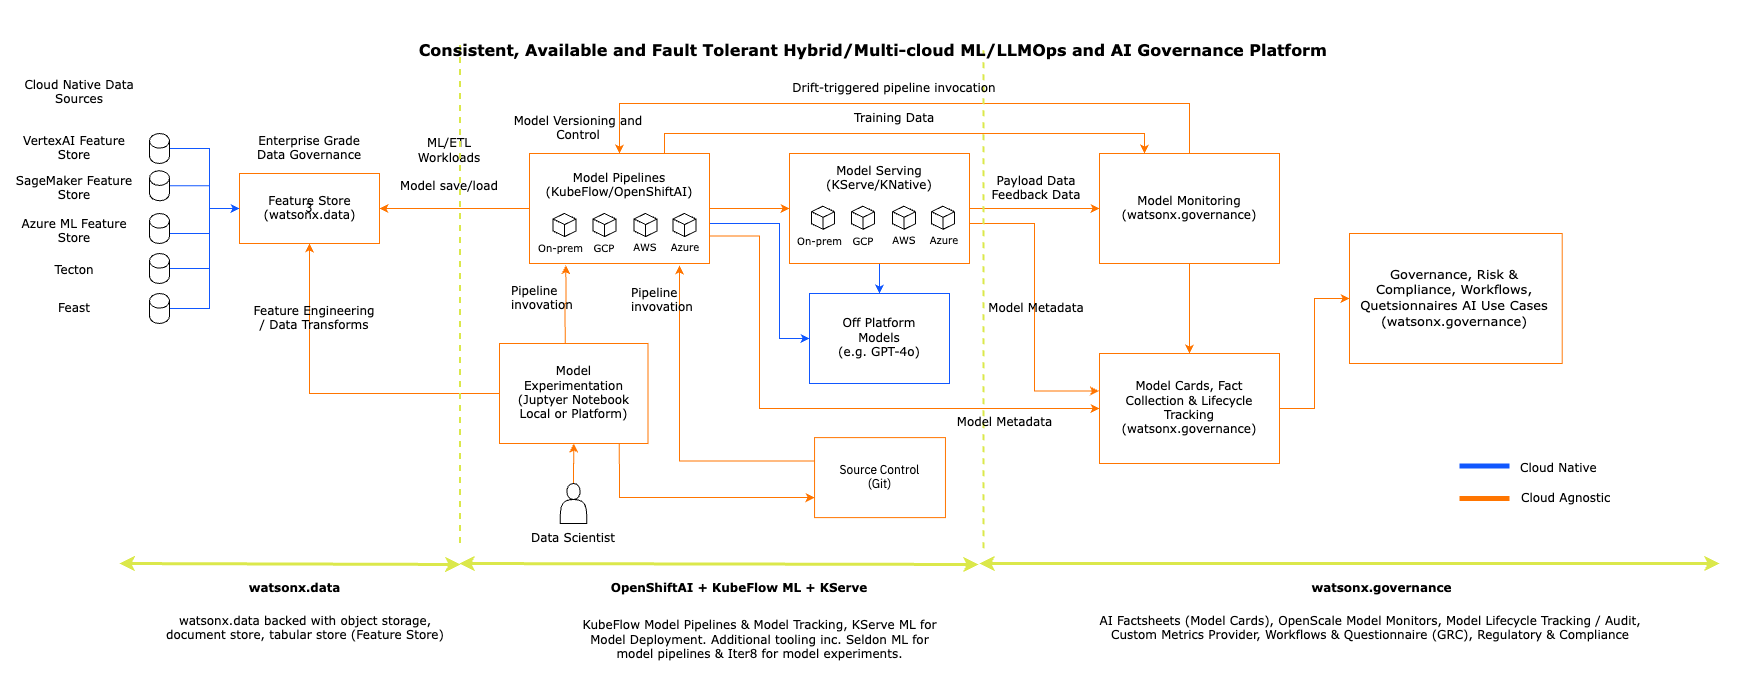 Consistent, Available and Fault Tolerant Hybrid/Multi-cloud ML/LLMOps and AI Governance Platform
Cloud Native Data
Sources
VertexAI Feature
Store
SageMaker Feature
Store
Azure ML Feature
Store
Tecton
Feast
Enterprise Grade
Data Governance
Feature Store
(watsonx.data)
3
Feature Engineering
/ Data Transforms
ML/ETL
Workloads
Model save/load
Model Versioning and
Control
Drift-triggered pipeline invocation
Training Data
Model Pipelines
(KubeFlow/OpenShiftAI)
On-prem
GCP
AWS
Azure
Model Serving
(KServe/KNative)
On-prem
GCP
AWS
Azure
Payload Data
Feedback Data
Model Monitoring
(watsonx.governance)
Pipeline
invovation
Pipeline
invovation
Off Platform
Models
(e.g. GPT-4o)
Model Metadata
Governance, Risk &
Compliance, Workflows,
Quetsionnaires AI Use Cases
(watsonx.governance)
Model
Experimentation
(Juptyer Notebook
Local or Platform)
Model Cards, Fact
Collection & Lifecycle
Tracking
(watsonx.governance)
Model Metadata
Source Control
(Git)
Data Scientist
Cloud Native
Cloud Agnostic
watsonx.data
watsonx.data backed with object storage,
document store, tabular store (Feature Store)
OpenShiftAI + KubeFlow ML + KServe
KubeFlow Model Pipelines & Model Tracking, KServe ML for
Model Deployment. Additional tooling inc. Seldon ML for
model pipelines & Iter8 for model experiments.
watsonx.governance
AI Factsheets (Model Cards), OpenScale Model Monitors, Model Lifecycle Tracking / Audit,
Custom Metrics Provider, Workflows & Questionnaire (GRC), Regulatory & Compliance